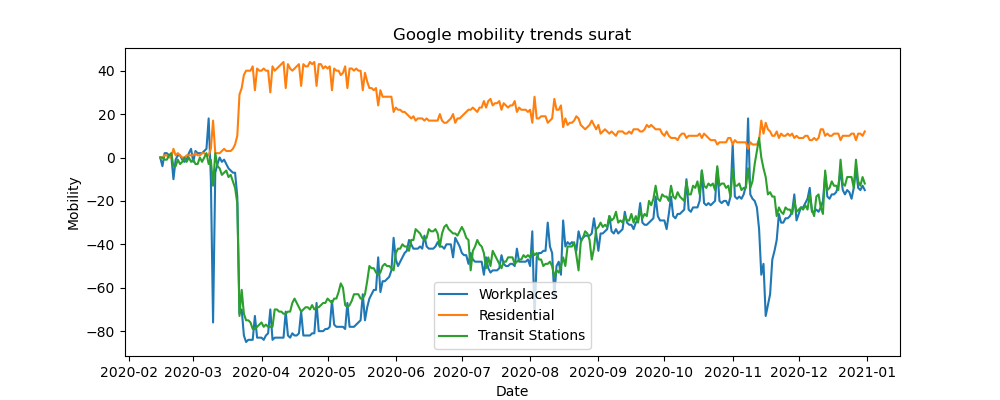 Google mobility trends surat
Mobility
40
20
0
−20
−40
−60
−80
Workplaces
Residential
Transit Stations
2020-02 2020-03 2020-04 2020-05 2020-06 2020-07 2020-08 2020-09 2020-10 2020-11 2020-12 2021-01
Date